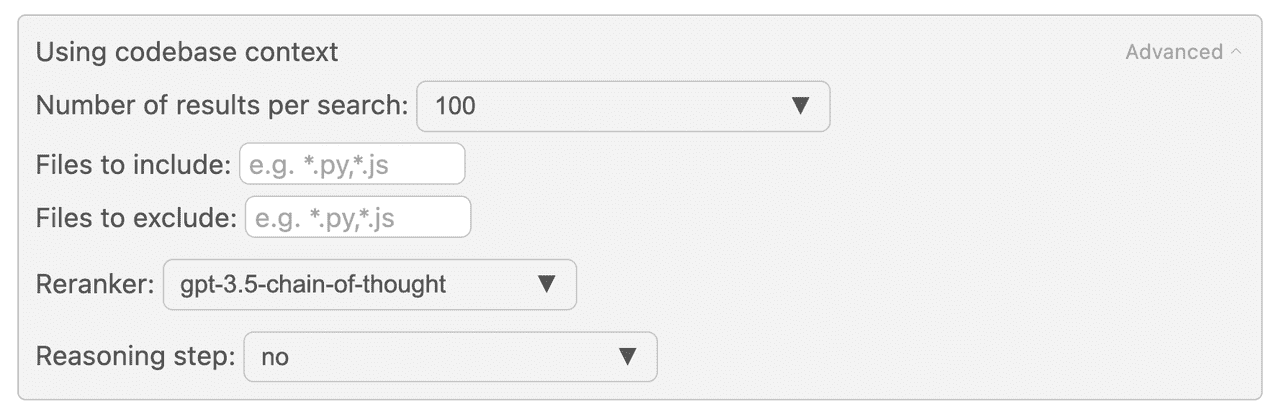 Using codebase context Advanced
Number of results per search: 100
Files to include: e.g. *.py,*.js
Files to exclude: e.g. *.py,*.js
Reranker: gpt-3.5-chain-of-thought
Reasoning step: no